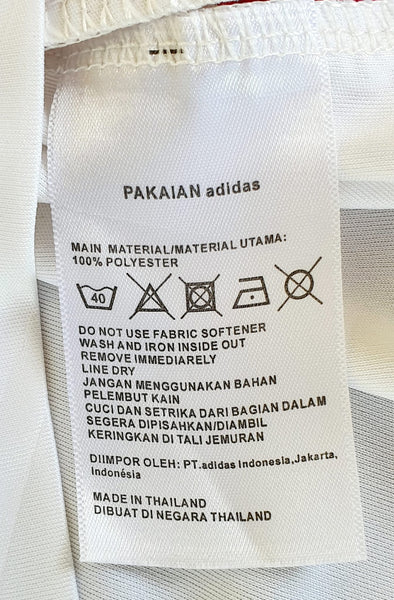 PAKAIAN adidas
MAIN MATERIAL/MATERIAL UTAMA:
100% POLYESTER
40
DO NOT USE FABRIC SOFTENER
WASH AND IRON INSIDE OUT
REMOVE IMMEDIARELY
LINE DRY
JANGAN MENGGUNAKAN BAHAN
PELEMBUT KAIN
CUCI DAN SETRIKA DARI BAGIAN DALAM
SEGERA DIPISAHKAN/DIAMBIL
KERINGKAN DI TALI JEMURAN
DIIMPOR OLEH: PT.adidas Indonesia,Jakarta,
Indonésia
MADE IN THAILAND
DIBUAT DI NEGARA THAILAND